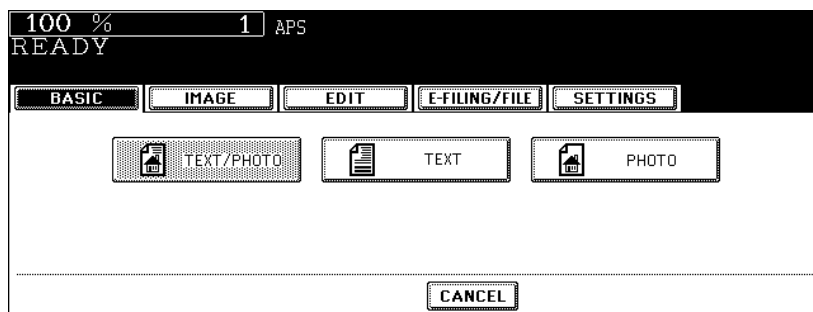 100 % 1 APS
READY
BASIC IMAGE EDIT E-FILING/FILE SETTINGS
TEXT/PHOTO TEXT PHOTO
CANCEL